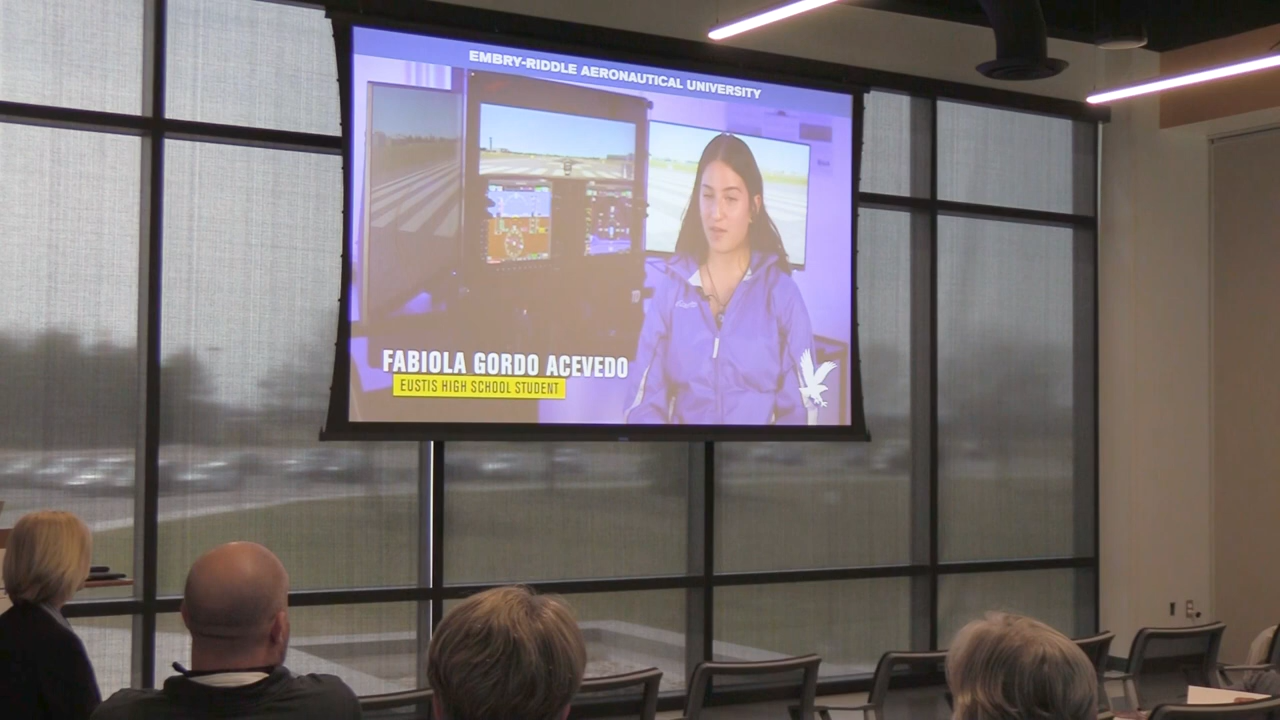 EMBRY-RIDDLE AERONAUTICAL UNIVERSITY
FABIOLA GORDO ACEVEDO
EUSTIS HIGH SCHOOL STUDENT